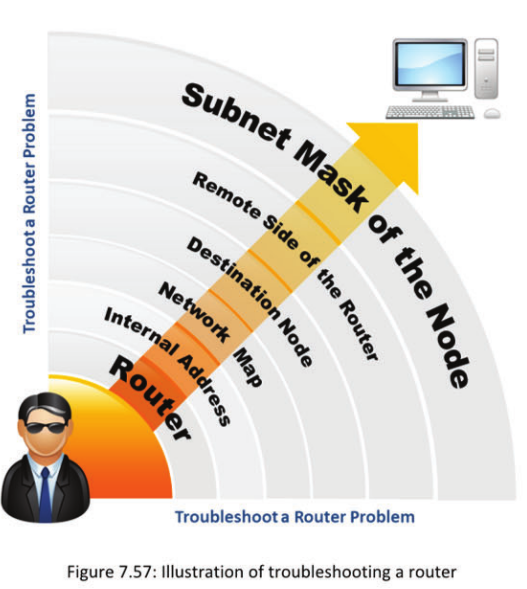 Troubleshoot a Router Problem
Subnet Mask of the Node
Remote Side of the Router
Destination Node
Network Map
Internal Address
Router
Troubleshoot a Router Problem
Figure 7.57: Illustration of troubleshooting a router